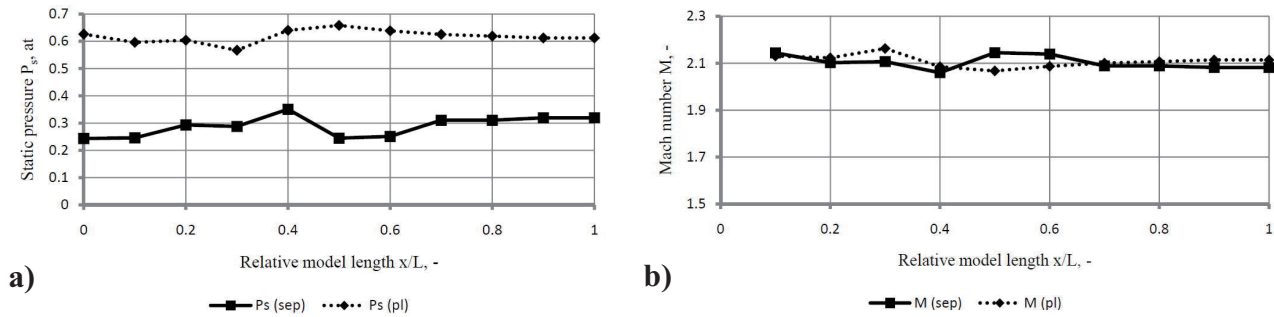 Static pressure Pₛ, at
0.7
0.6
0.5
0.4
0.3
0.2
0.1
0
0 0.2 0.4 0.6 0.8 1
Relative model length x/L, -
a)
Ps (sep) Ps (pl)
Mach number M, -
2.3
2.1
1.9
1.7
1.5
0 0.2 0.4 0.6 0.8 1
Relative model length x/L, -
b)
M (sep) M (pl)